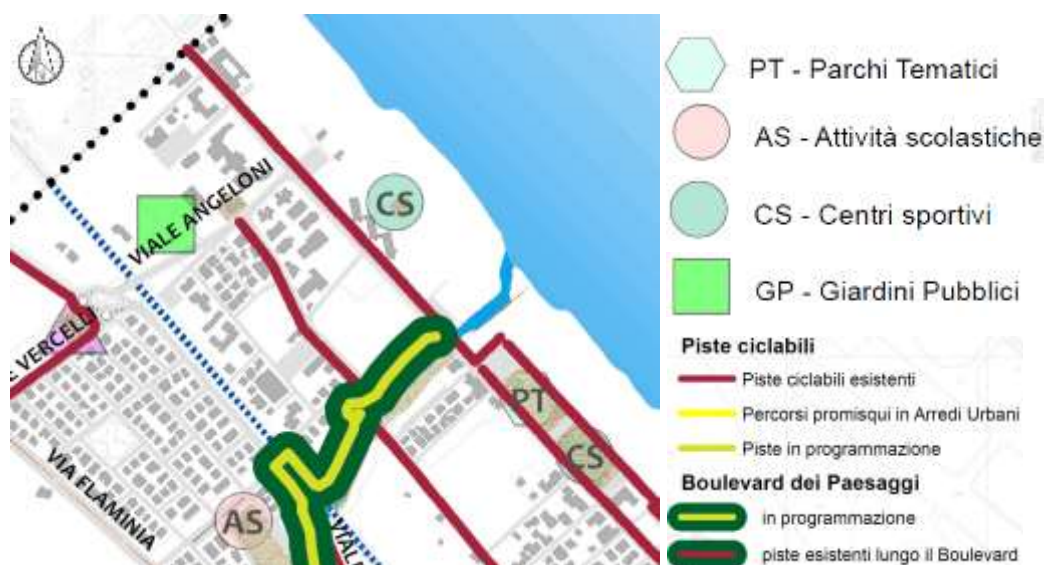 CS
VIALE ANGELONI
E VERCELLI
PT
CS
VIA FLAMINIA
AS
VIAL
PT - Parchi Tematici
AS - Attività scolastiche
CS - Centri sportivi
GP - Giardini Pubblici
Piste ciclabili
Piste ciclabili esistenti
Percorsi promisqui in Arredi Urbani
Piste in programmazione
Boulevard dei Paesaggi
in programmazione
piste esistenti lungo il Boulevard